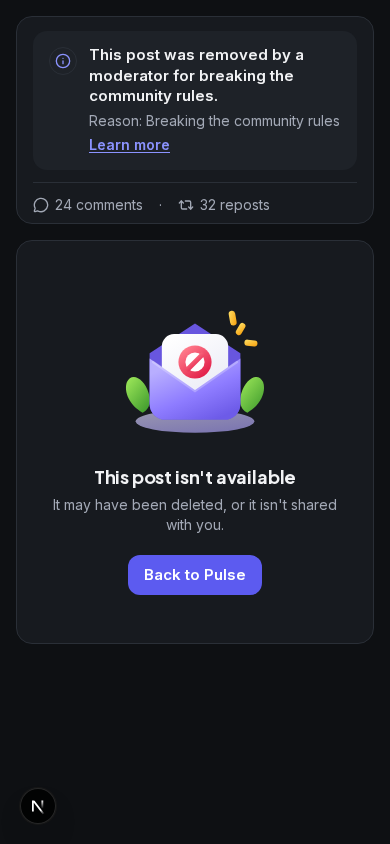 This post was removed by a
moderator for breaking the
community rules.
Reason: Breaking the community rules
Learn more
24 comments · 32 reposts
This post isn't available
It may have been deleted, or it isn't shared
with you.
Back to Pulse
N